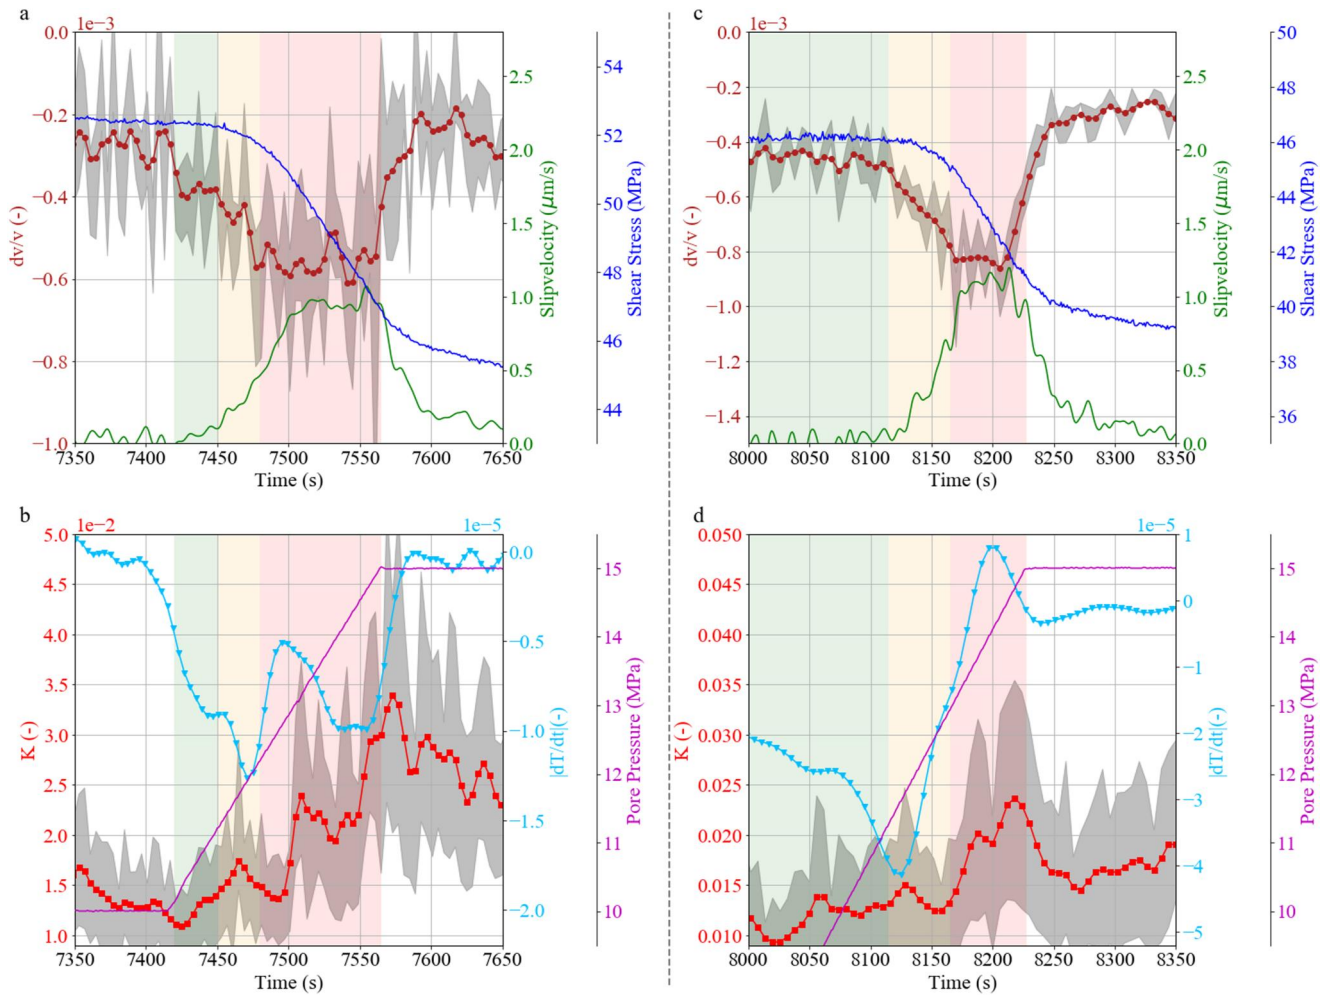 a
1e−3
0.0
−0.2
−0.4
−0.6
−0.8
−1.0
dv/v (-)
7350 7400 7450 7500 7550 7600 7650
Time (s)
2.5
2.0
1.5
1.0
0.5
0.0
Slipvelocity (μm/s)
54
52
50
48
46
44
Shear Stress (MPa)
c
1e−3
0.0
−0.2
−0.4
−0.6
−0.8
−1.0
−1.2
−1.4
dv/v (-)
8000 8050 8100 8150 8200 8250 8300 8350
Time (s)
2.5
2.0
1.5
1.0
0.5
0.0
Slipvelocity (μm/s)
50
48
46
44
42
40
38
36
Shear Stress (MPa)
b
1e−2
5.0
4.5
4.0
3.5
3.0
2.5
2.0
1.5
1.0
K (-)
7350 7400 7450 7500 7550 7600 7650
Time (s)
1e−5
0.0
−0.5
−1.0
−1.5
−2.0
|dT/dt|(-)
15
14
13
12
11
10
Pore Pressure (MPa)
d
0.050
0.045
0.040
0.035
0.030
0.025
0.020
0.015
0.010
K (-)
8000 8050 8100 8150 8200 8250 8300 8350
Time (s)
1e−5
1
0
−1
−2
−3
−4
−5
|dT/dt|(-)
15
14
13
12
11
10
Pore Pressure (MPa)